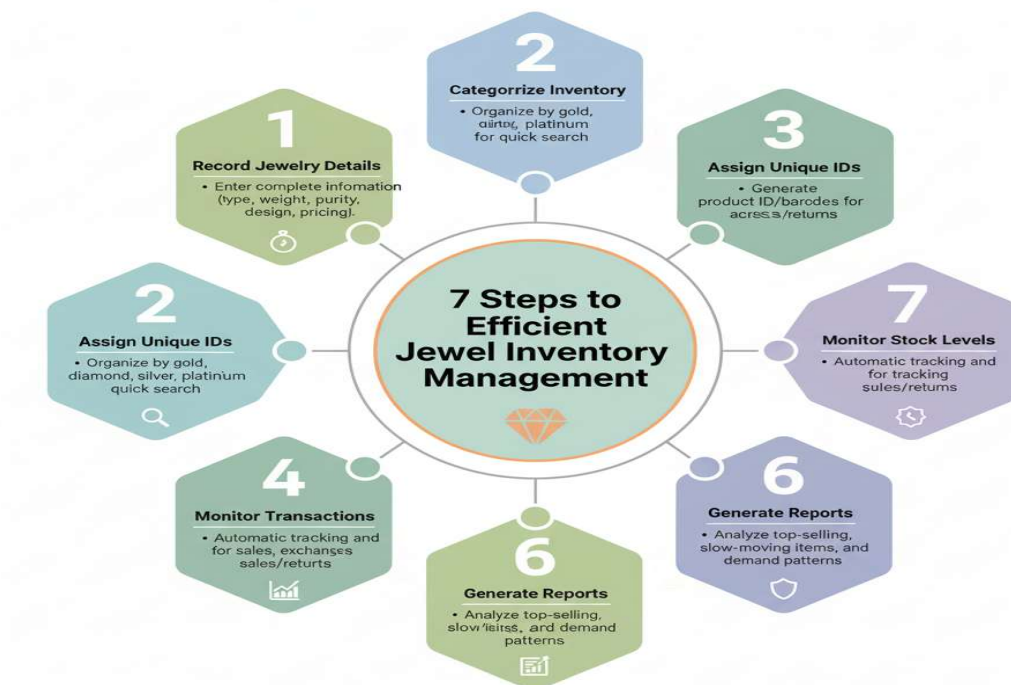 2
Categorrize Inventory
• Organize by gold,
platinum
for quick search
1
Record Jewelry Details
• Enter complete infomation
(type, weight, purity,
design, pricing).
3
Assign Unique IDs
• Generate
product ID/barcodes for
7 Steps to
Efficient
Jewel Inventory
Management
2
Assign Unique IDs
• Organize by gold,
diamond, silver, platinum
quick search
7
Monitor Stock Levels
• Automatic tracking and
for tracking
sules/returns
4
Monitor Transactions
• Automatic tracking and
for sales, exchanges
sales/returts
6
Generate Reports
• Analyze top-selling,
slow-moving items, and
demand patterns
6
Generate Reports
• Analyze top-selling,
and demand
patterns